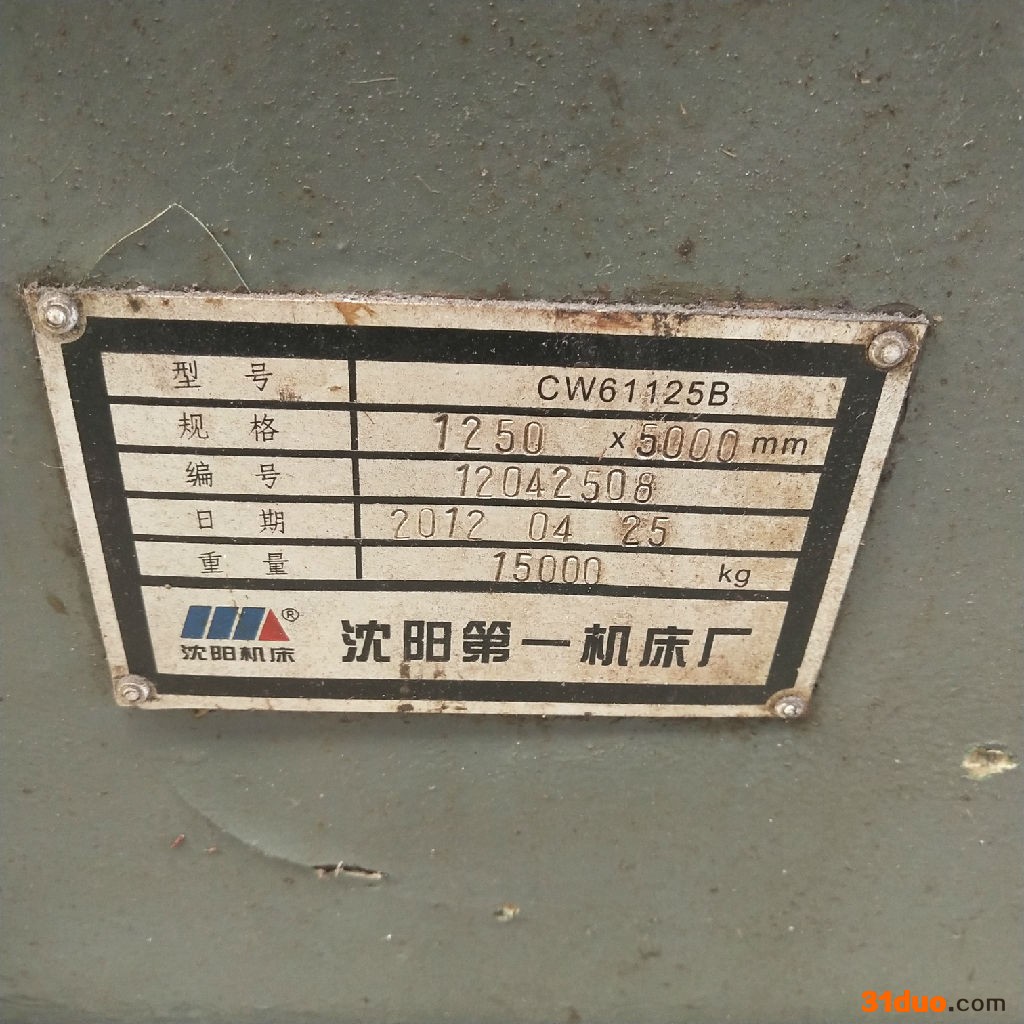 型号 CW61125B
规格 1250 x 5000 mm
编号 12042508
日期 2012 04 25
重量 15000 kg
®
沈阳机床 沈阳第一机床厂
31duo.com